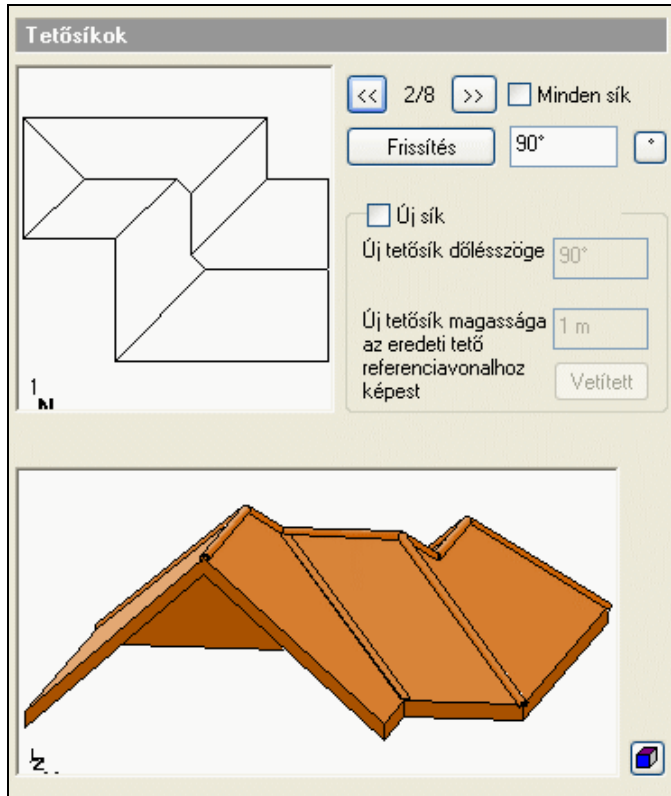 Tetősíkok
<< 2/8 >> Minden sík
Frissítés 90° °
Új sík
Új tetősík dőlésszöge 90°
Új tetősík magassága
az eredeti tető
referenciavonalhoz
képest
1 m
Vetített
1
N
z